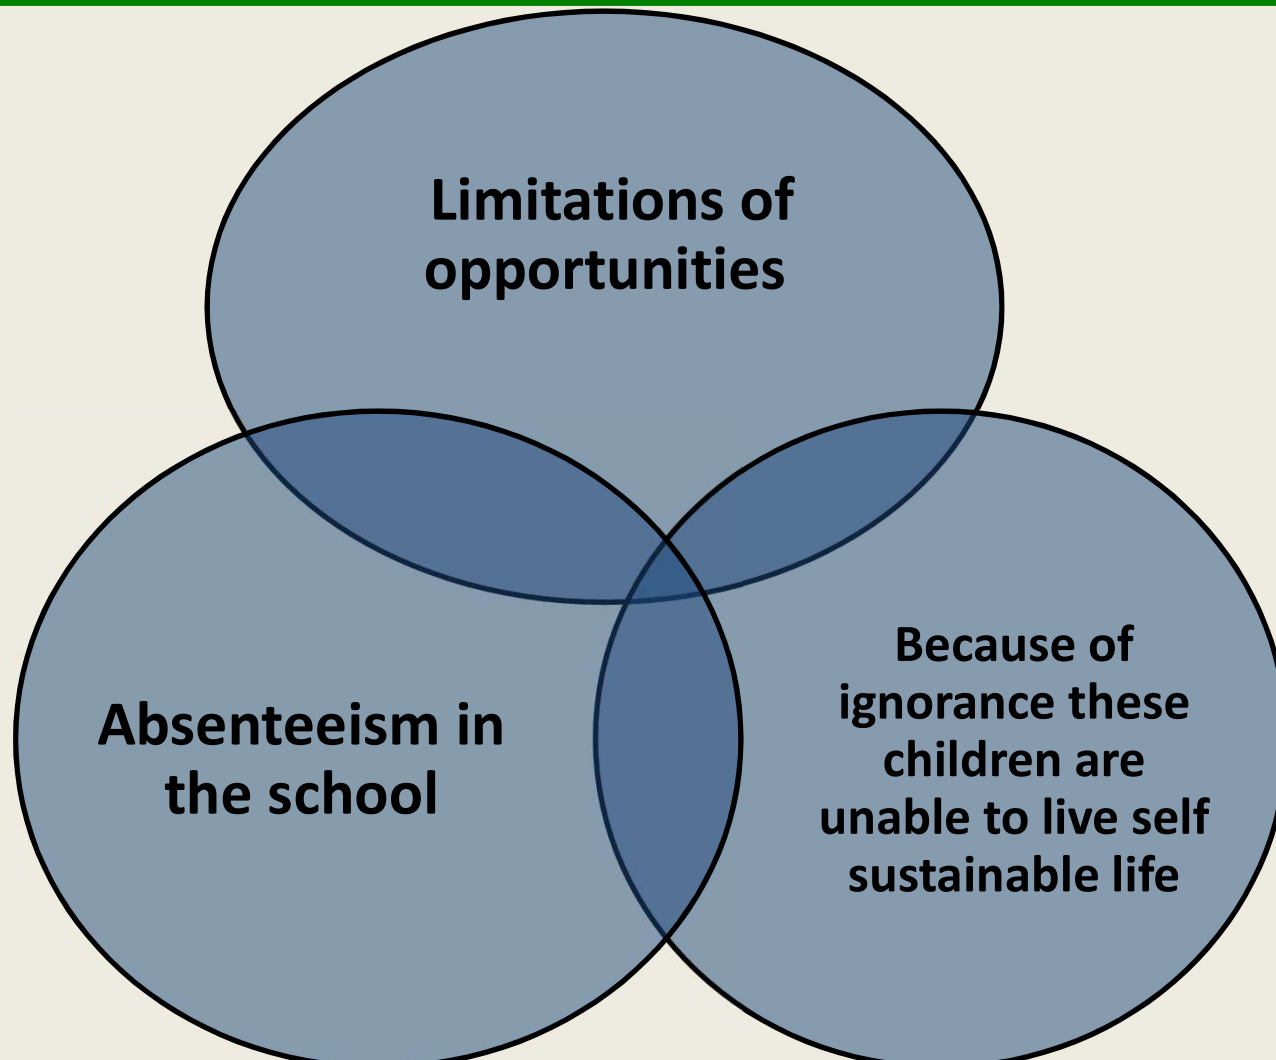 Limitations of
opportunities
Absenteeism in
the school
Because of
ignorance these
children are
unable to live self
sustainable life